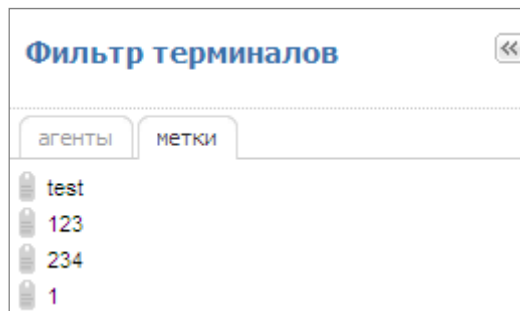 Фильтр терминалов
агенты метки
test
123
234
1